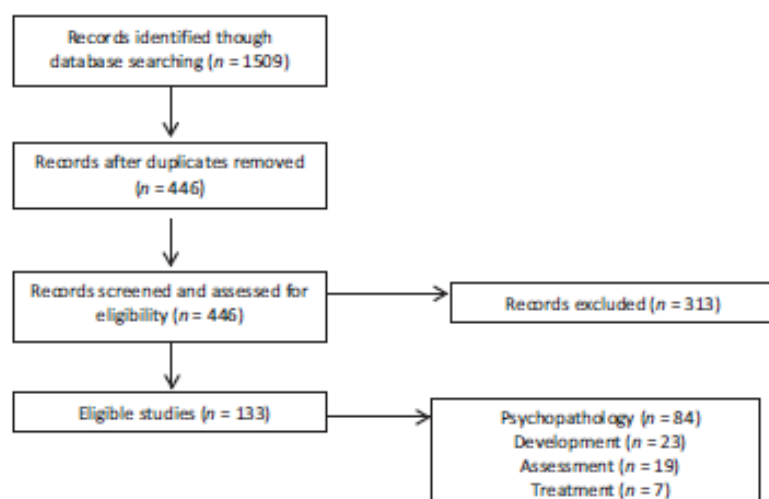 Records identified though
database searching (n = 1509)
Records after duplicates removed
(n = 446)
Records screened and assessed for
eligibility (n = 446)
Records excluded (n = 313)
Eligible studies (n = 133)
Psychopathology (n = 84)
Development (n = 23)
Assessment (n = 19)
Treatment (n = 7)